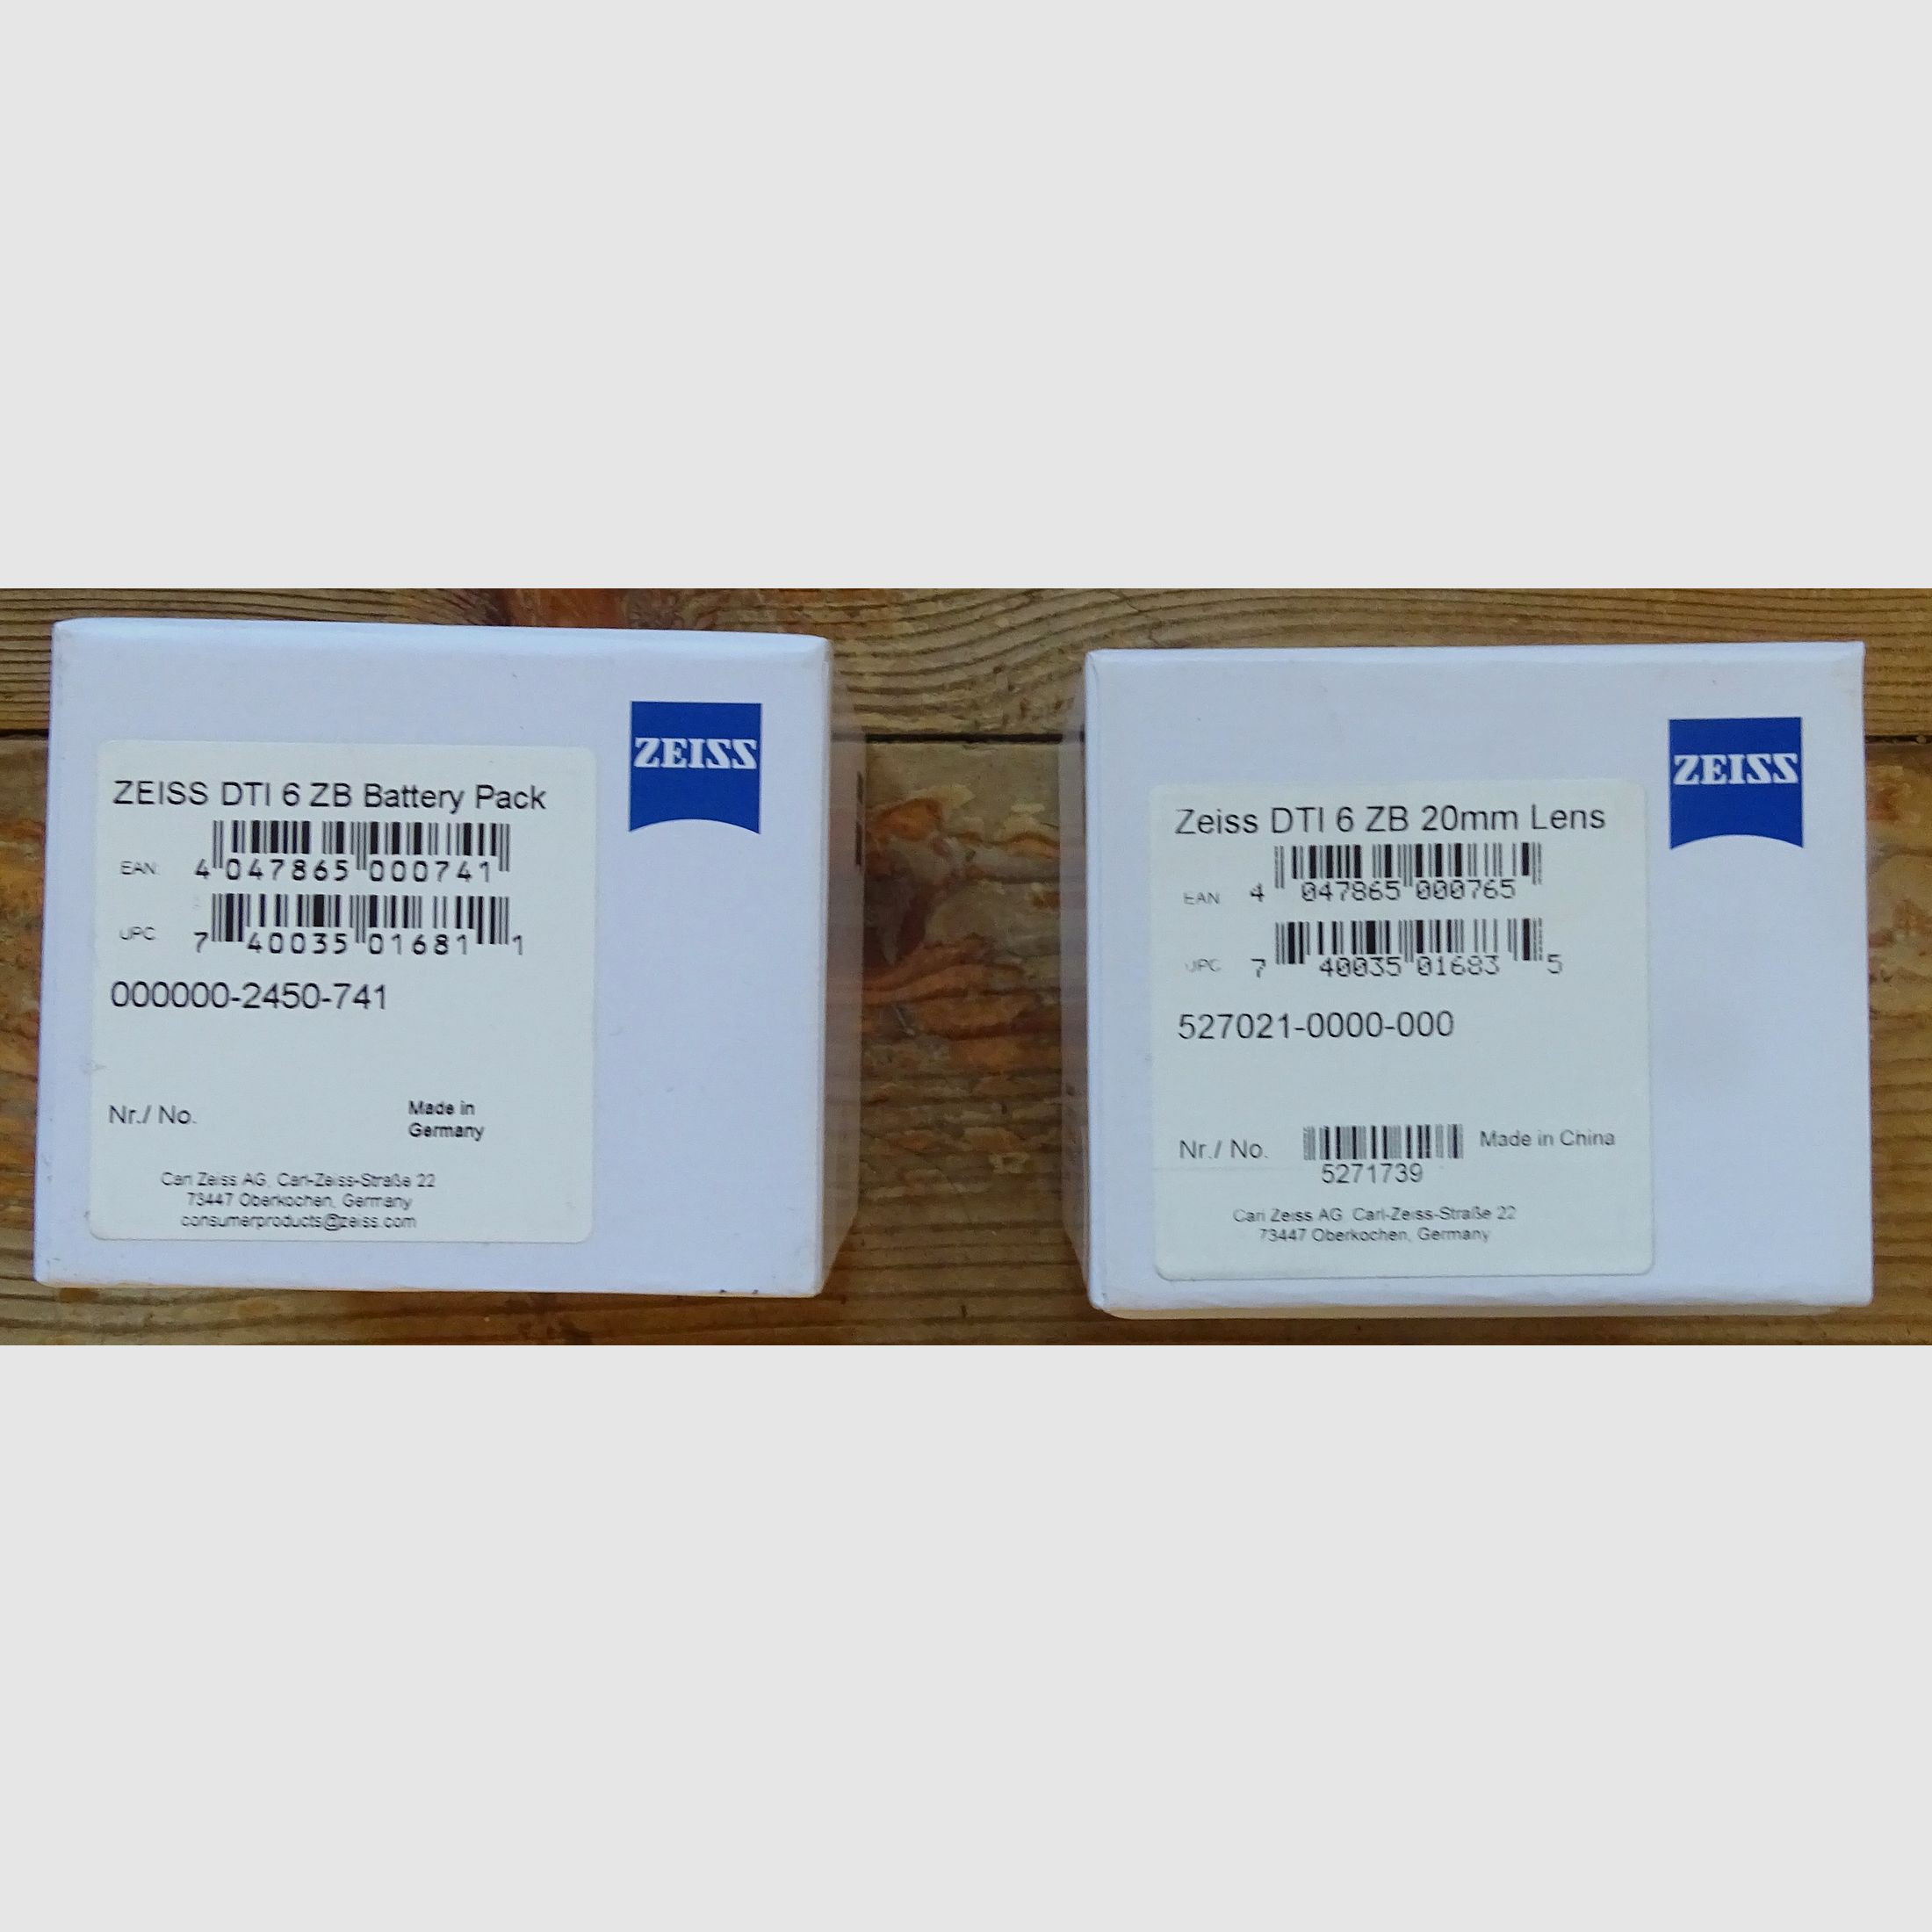 ZEISS
ZEISS DTI 6 ZB Battery Pack
EAN: 4 047865 000741
UPC 7 40035 01681 1
000000-2450-741
Nr./ No.
Made in
Germany
Carl Zeiss AG, Carl-Zeiss-Straße 22
73447 Oberkochen, Germany
consumerproducts@zeiss.com
ZEISS
Zeiss DTI 6 ZB 20mm Lens
EAN 4 047865 000765
UPC 7 40035 01683 5
527021-0000-000
Nr./ No.
5271739
Made in China
Carl Zeiss AG, Carl-Zeiss-Straße 22
73447 Oberkochen, Germany